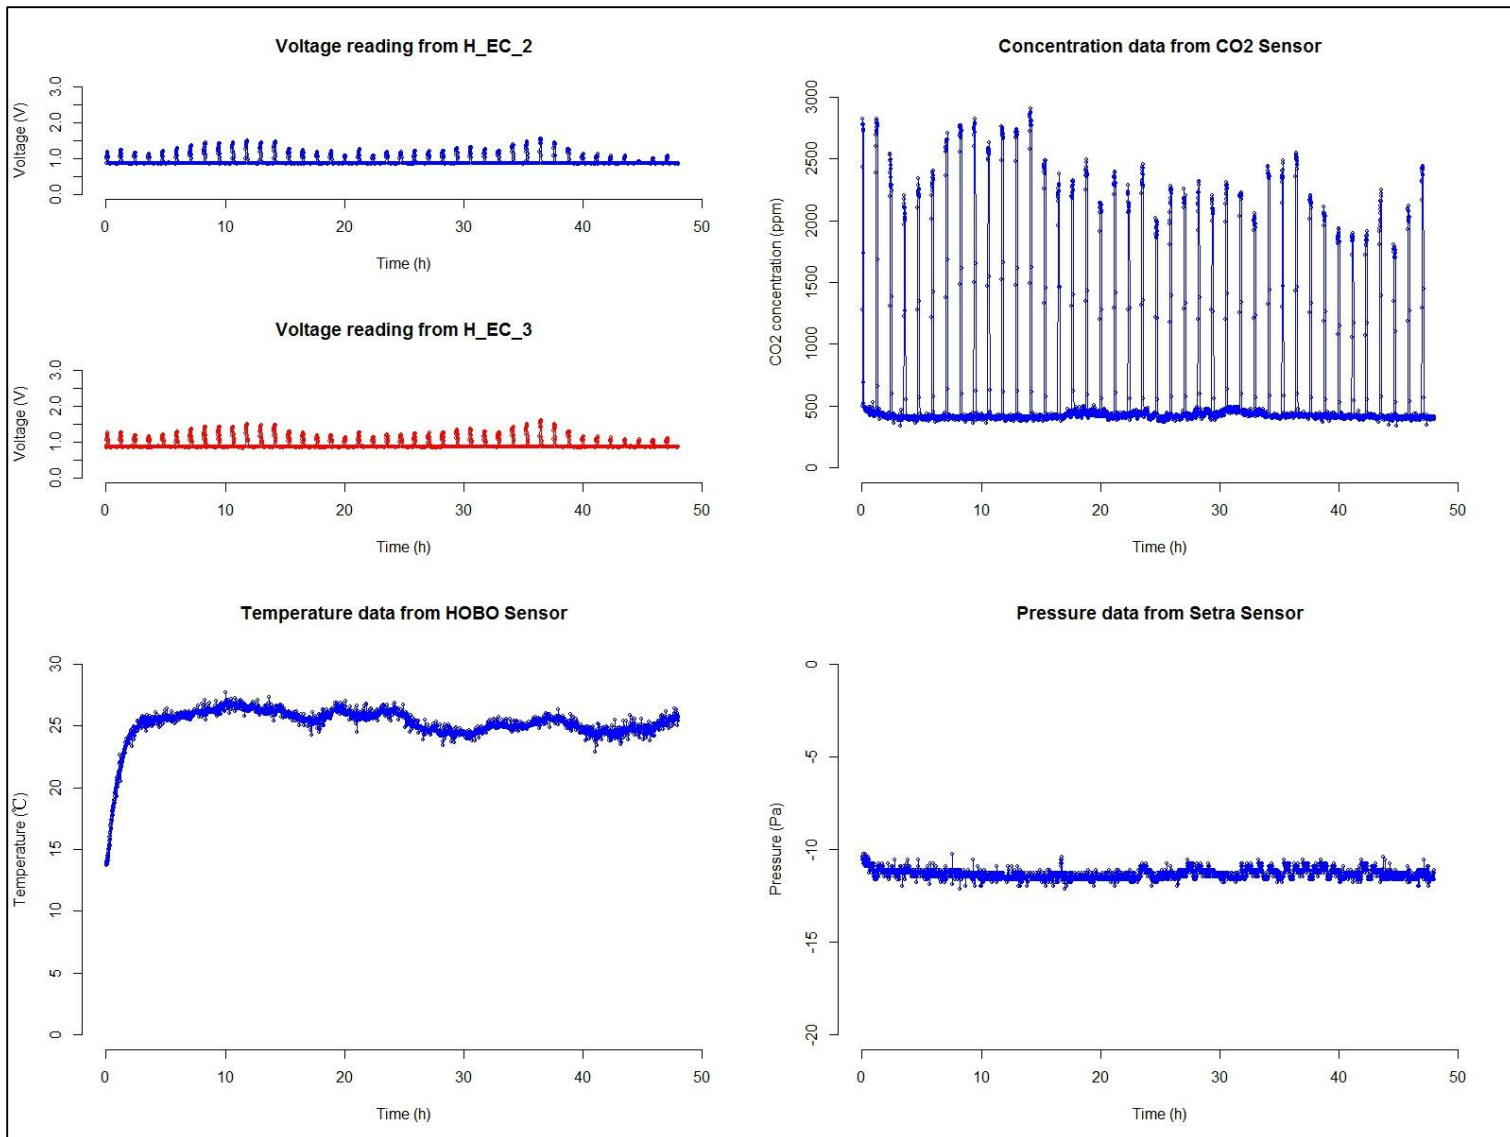 Voltage reading from H_EC_2
Voltage (V)
0.0 1.0 2.0 3.0
0 10 20 30 40 50
Time (h)
Voltage reading from H_EC_3
Voltage (V)
0.0 1.0 2.0 3.0
0 10 20 30 40 50
Time (h)
Concentration data from CO2 Sensor
CO2 concentration (ppm)
0 500 1000 1500 2000 2500 3000
0 10 20 30 40 50
Time (h)
Temperature data from HOBO Sensor
Temperature (℃)
0 5 10 15 20 25 30
0 10 20 30 40 50
Time (h)
Pressure data from Setra Sensor
Pressure (Pa)
-20 -15 -10 -5 0
0 10 20 30 40 50
Time (h)